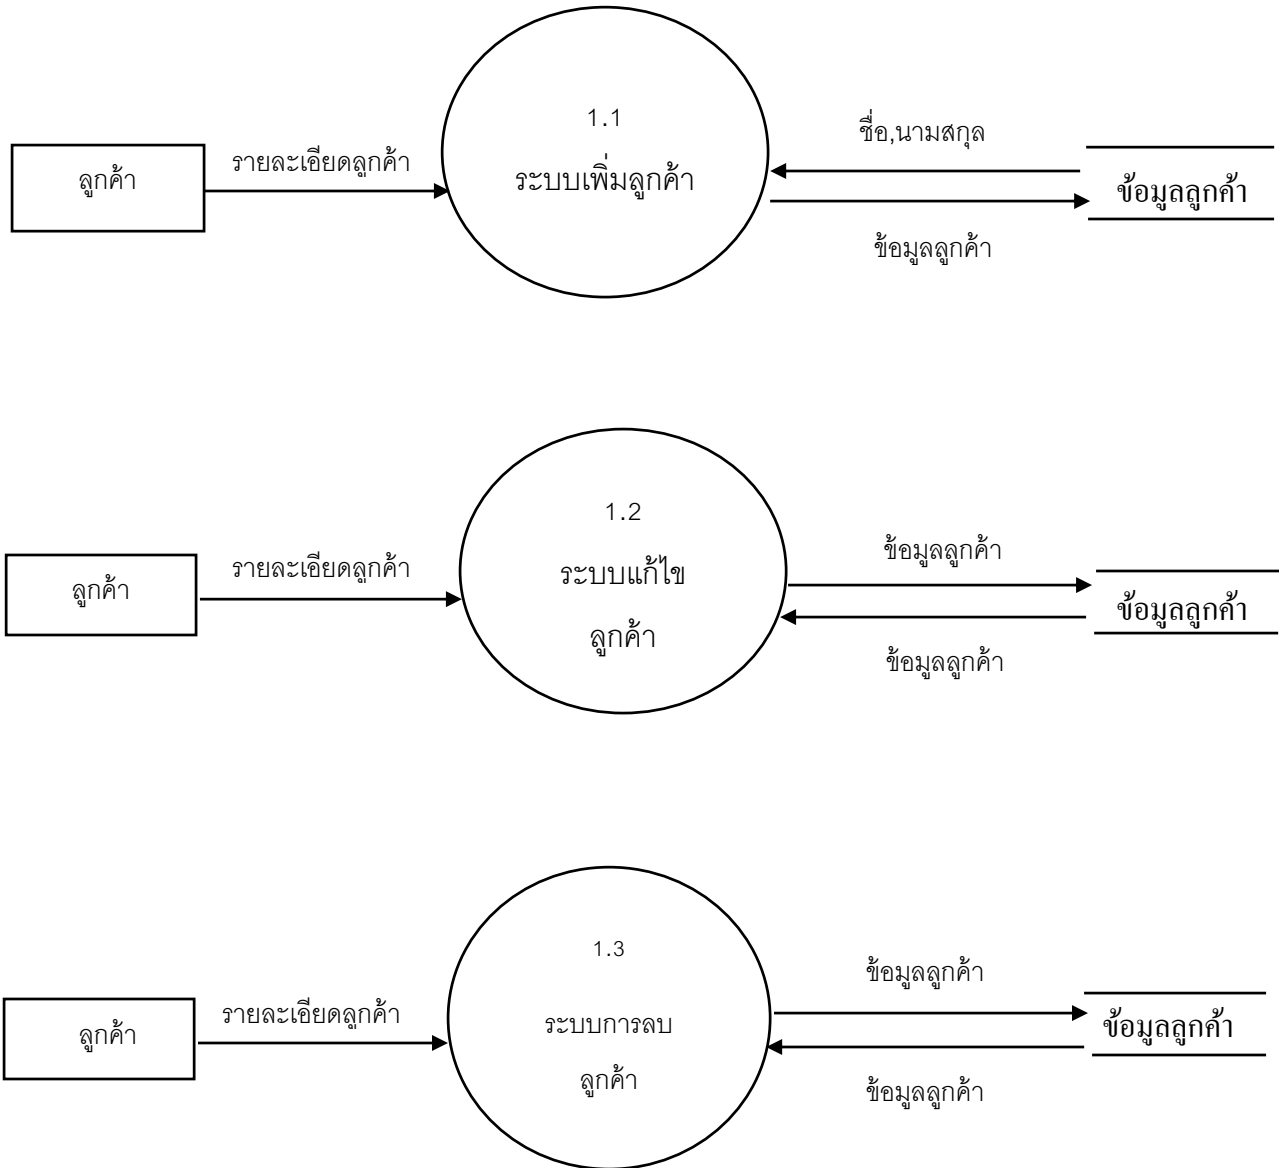 1.1
ชื่อ,นามสกุล
ลูกค้า
รายละเอียดลูกค้า
ระบบเพิ่มลูกค้า
ข้อมูลลูกค้า
ข้อมูลลูกค้า
1.2
ข้อมูลลูกค้า
ลูกค้า
รายละเอียดลูกค้า
ระบบแก้ไข
ลูกค้า
ข้อมูลลูกค้า
ข้อมูลลูกค้า
1.3
ข้อมูลลูกค้า
ลูกค้า
รายละเอียดลูกค้า
ระบบการลบ
ลูกค้า
ข้อมูลลูกค้า
ข้อมูลลูกค้า